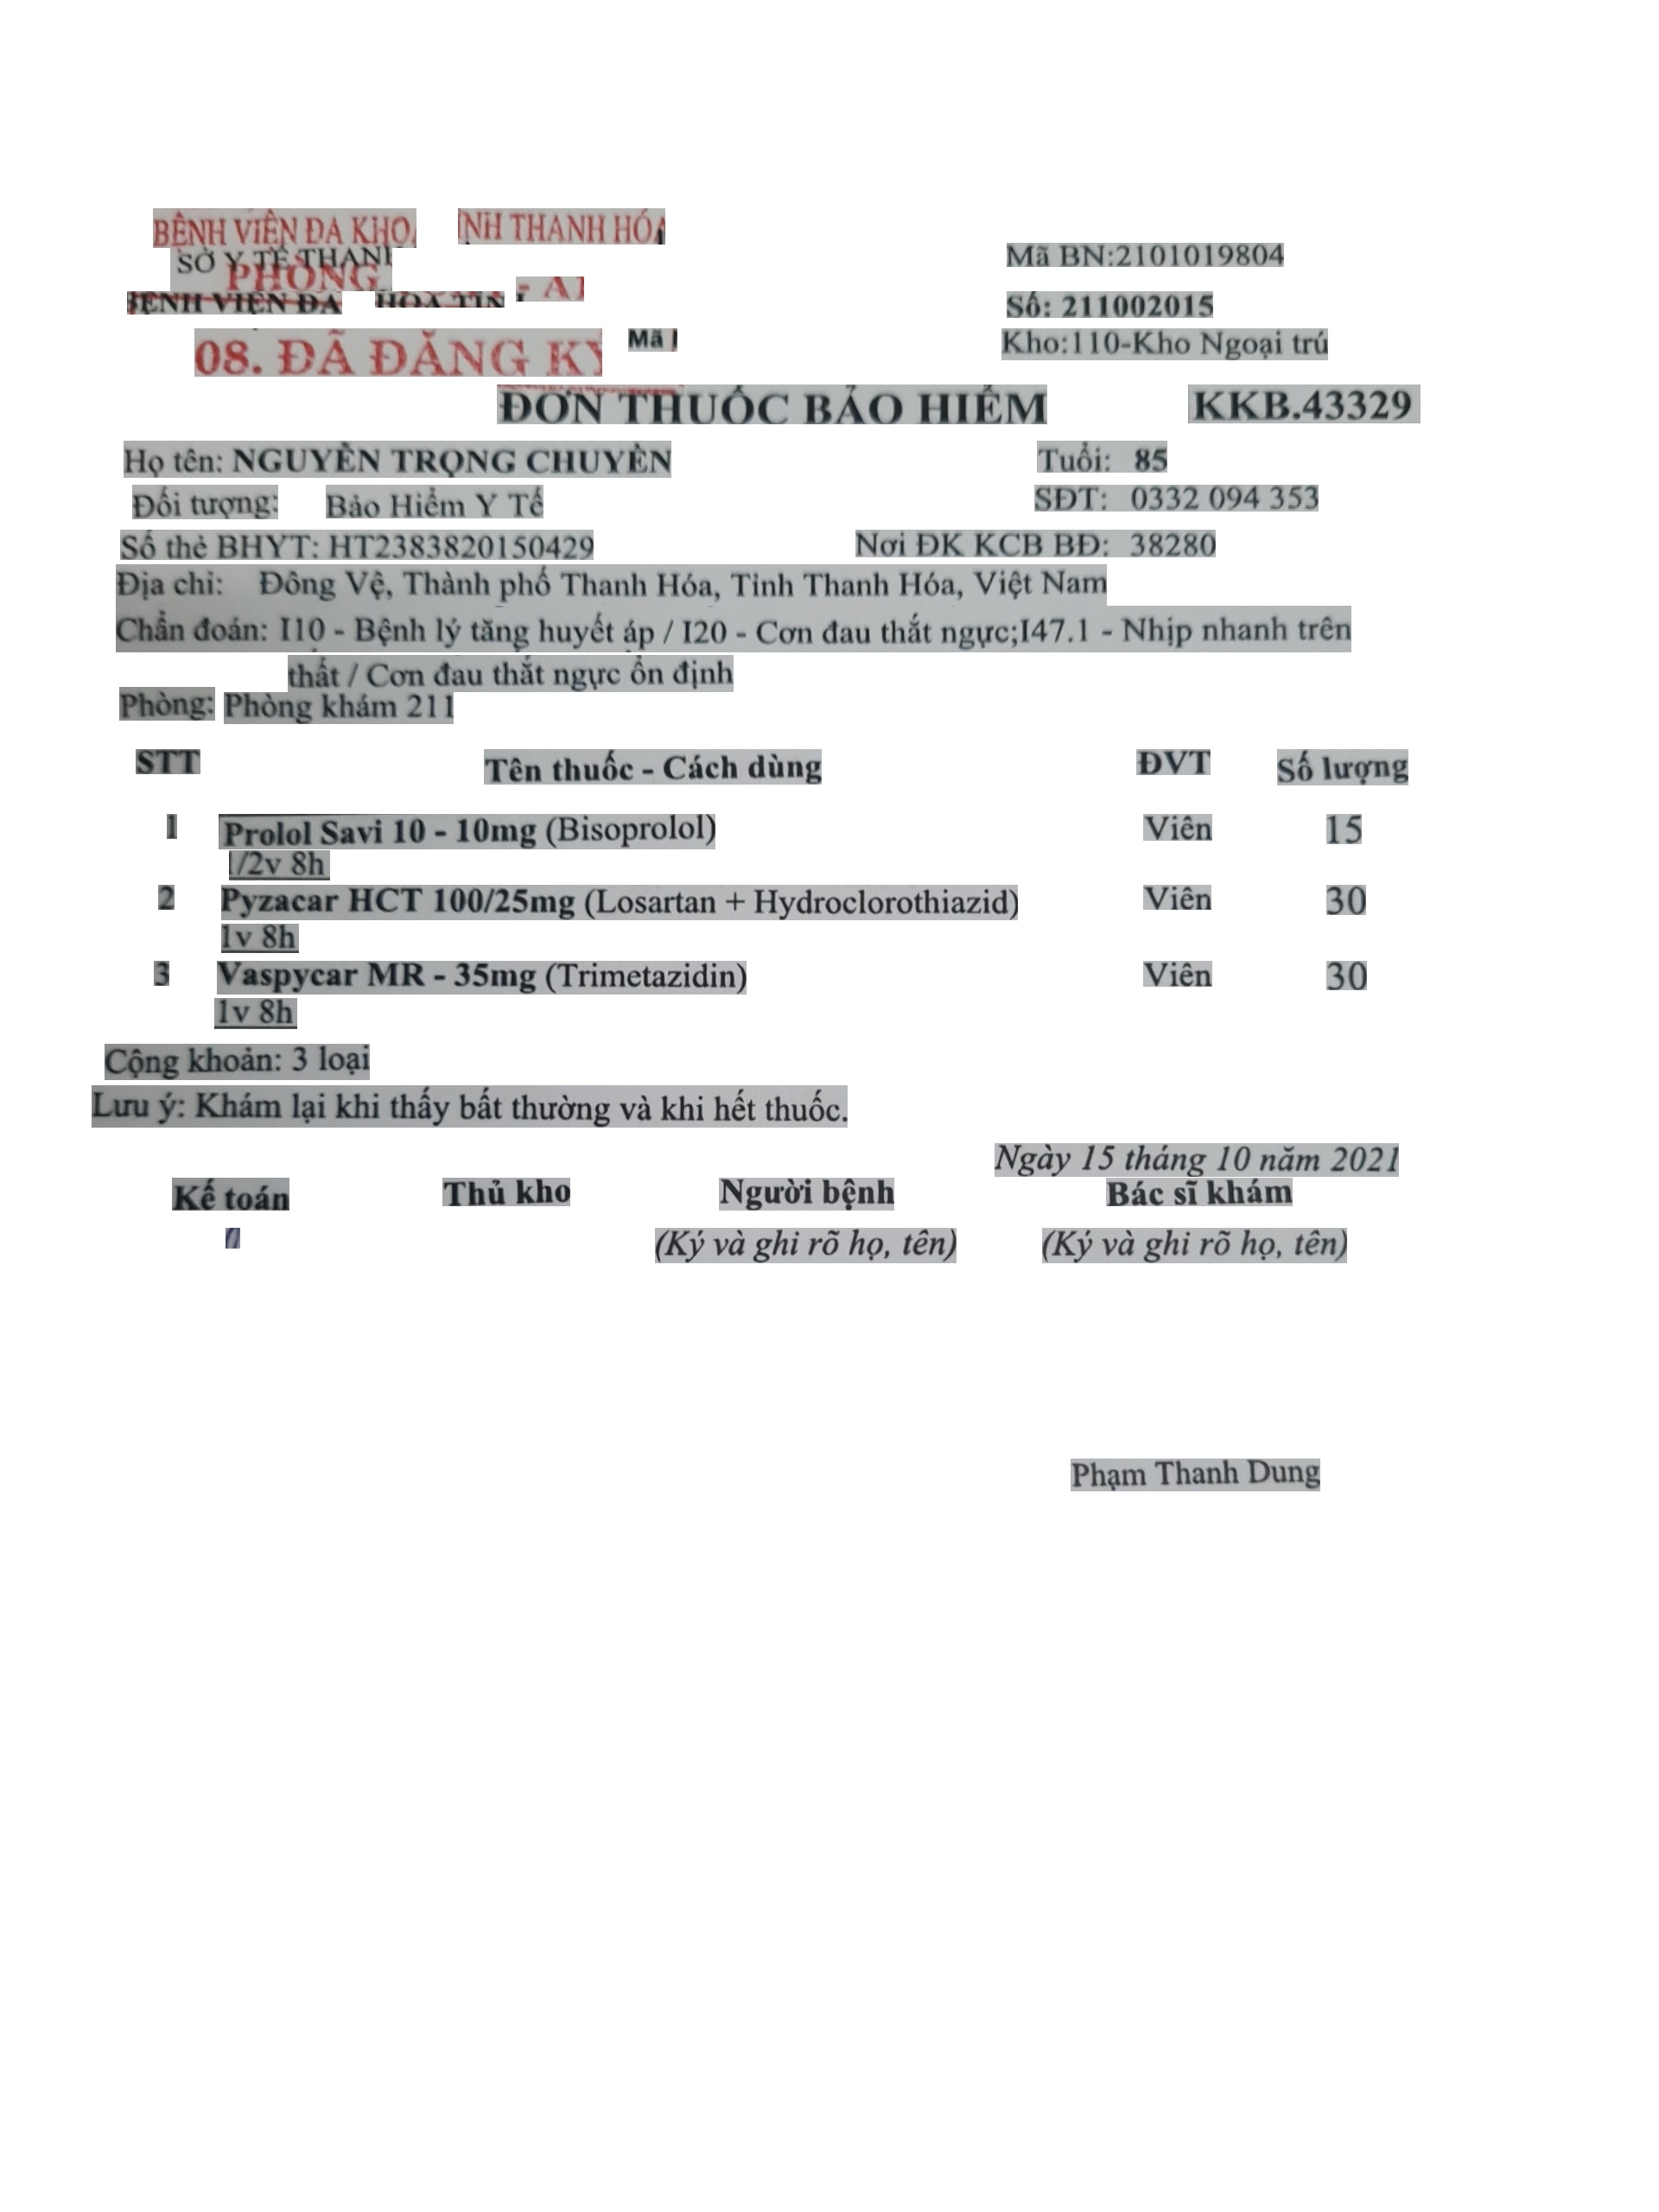 BỆNH VIỆN ĐA KHO NH THANH HÓA
SỞ Y TẾ THANH
PHÒNG
BỆNH VIỆN ĐA
08. ĐÃ ĐĂNG KÝ Mã
Mã BN:2101019804
Số: 211002015
Kho:110-Kho Ngoại trú
ĐƠN THUỐC BẢO HIỂM KKB.43329
Họ tên: NGUYỄN TRỌNG CHUYÊN Tuổi: 85
Đối tượng: Bảo Hiểm Y Tế SĐT: 0332 094 353
Số thẻ BHYT: HT2383820150429 Nơi ĐK KCB BĐ: 38280
Địa chỉ: Đông Vệ, Thành phố Thanh Hóa, Tỉnh Thanh Hóa, Việt Nam
Chẩn đoán: I10 - Bệnh lý tăng huyết áp / I20 - Cơn đau thắt ngực;I47.1 - Nhịp nhanh trên
thất / Cơn đau thắt ngực ổn định
Phòng: Phòng khám 211
STT Tên thuốc - Cách dùng ĐVT Số lượng
1 Prolol Savi 10 - 10mg (Bisoprolol) Viên 15
1/2v 8h
2 Pyzacar HCT 100/25mg (Losartan + Hydroclorothiazid) Viên 30
1v 8h
3 Vaspycar MR - 35mg (Trimetazidin) Viên 30
1v 8h
Cộng khoản: 3 loại
Lưu ý: Khám lại khi thấy bất thường và khi hết thuốc.
Ngày 15 tháng 10 năm 2021
Kế toán Thủ kho Người bệnh Bác sĩ khám
(Ký và ghi rõ họ, tên) (Ký và ghi rõ họ, tên)
Phạm Thanh Dung